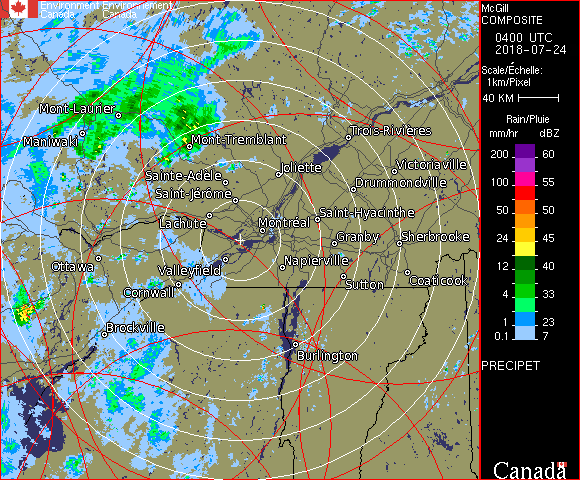 Environment Environnement
Canada Canada
Mont-Laurier
Maniwaki
Mont-Tremblant
Trois-Rivières
Sainte-Adèle
Joliette
Victoriaville
Saint-Jérôme
Drummondville
Lachute
Montréal
Saint-Hyacinthe
Granby
Sherbrooke
Ottawa
Valleyfield
Napierville
Coaticook
Cornwall
Sutton
Brockville
Burlington
McGill
COMPOSITE
0400 UTC
2018-07-24
Scale/Échelle:
1km/Pixel
40 KM
Rain/Pluie
mm/hr dBZ
200 60
100 55
50 50
24 45
12 40
4 33
1 23
0.1 7
PRECIPET
Canada